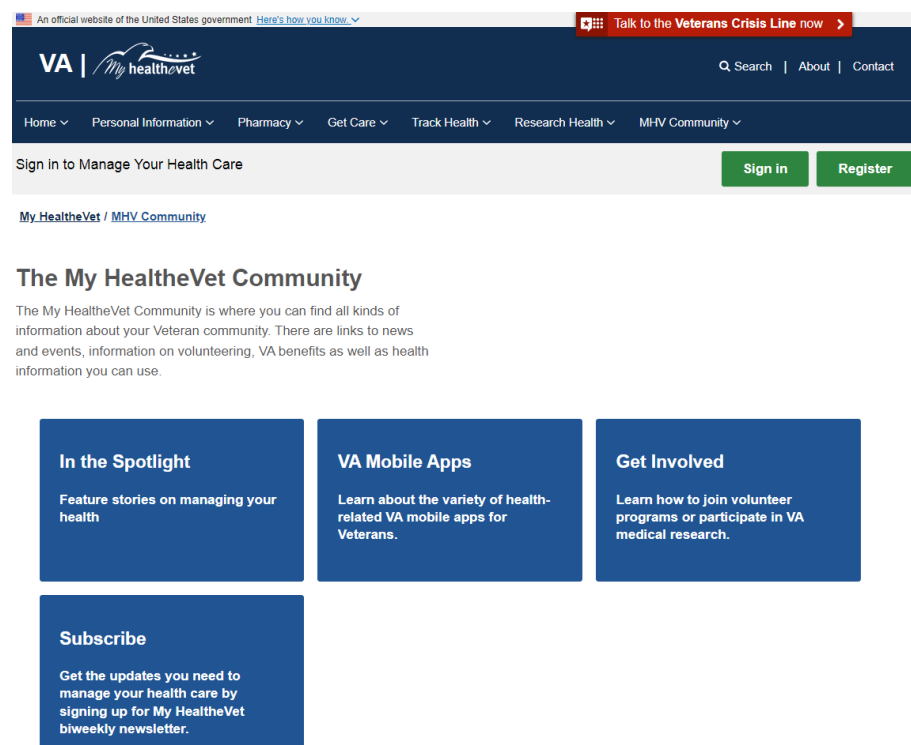 An official website of the United States government Here's how you know.
Talk to the Veterans Crisis Line now
VA | My healthevet
Search | About | Contact
Home Personal Information Pharmacy Get Care Track Health Research Health MHV Community
Sign in to Manage Your Health Care
Sign in Register
My HealtheVet / MHV Community
The My HealtheVet Community
The My HealtheVet Community is where you can find all kinds of
information about your Veteran community. There are links to news
and events, information on volunteering, VA benefits as well as health
information you can use.
In the Spotlight
Feature stories on managing your
health
VA Mobile Apps
Learn about the variety of health-
related VA mobile apps for
Veterans.
Get Involved
Learn how to join volunteer
programs or participate in VA
medical research.
Subscribe
Get the updates you need to
manage your health care by
signing up for My HealtheVet
biweekly newsletter.